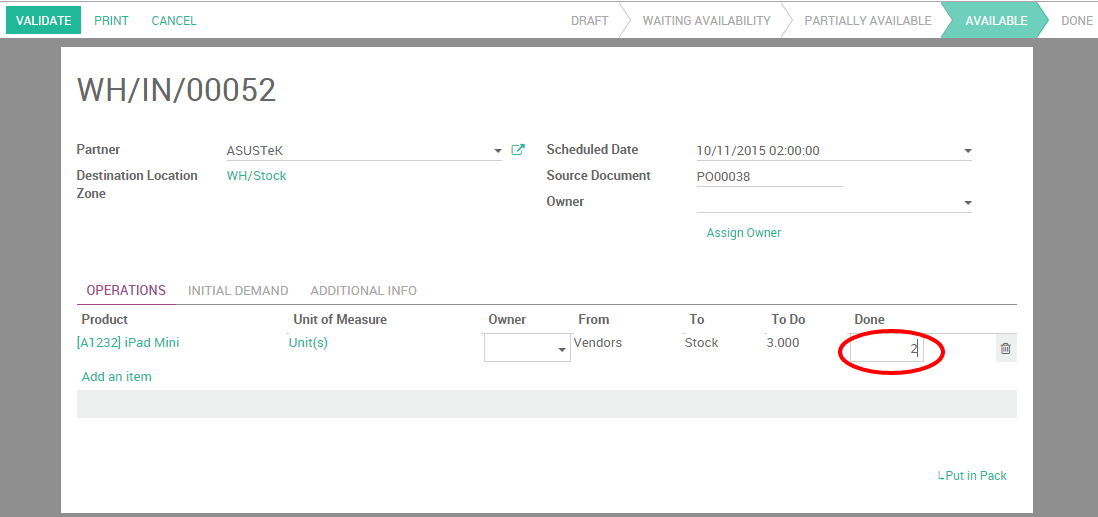 VALIDATE PRINT CANCEL DRAFT WAITING AVAILABILITY PARTIALLY AVAILABLE AVAILABLE DONE
WH/IN/00052
Partner ASUSTeK Scheduled Date 10/11/2015 02:00:00
Destination Location Zone WH/Stock Source Document PO00038
Owner
Assign Owner
OPERATIONS INITIAL DEMAND ADDITIONAL INFO
Product Unit of Measure Owner From To To Do Done
[A1232] iPad Mini Unit(s) Vendors Stock 3.000 2
Add an item
↳Put in Pack